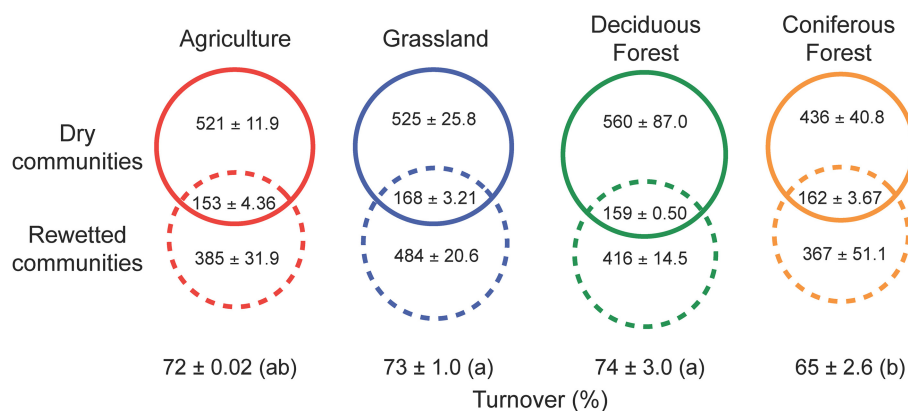 Agriculture
Grassland
Deciduous
Forest
Coniferous
Forest
Dry
communities
521 ± 11.9
525 ± 25.8
560 ± 87.0
436 ± 40.8
153 ± 4.36
168 ± 3.21
159 ± 0.50
162 ± 3.67
Rewetted
communities
385 ± 31.9
484 ± 20.6
416 ± 14.5
367 ± 51.1
72 ± 0.02 (ab)
73 ± 1.0 (a)
74 ± 3.0 (a)
65 ± 2.6 (b)
Turnover (%)